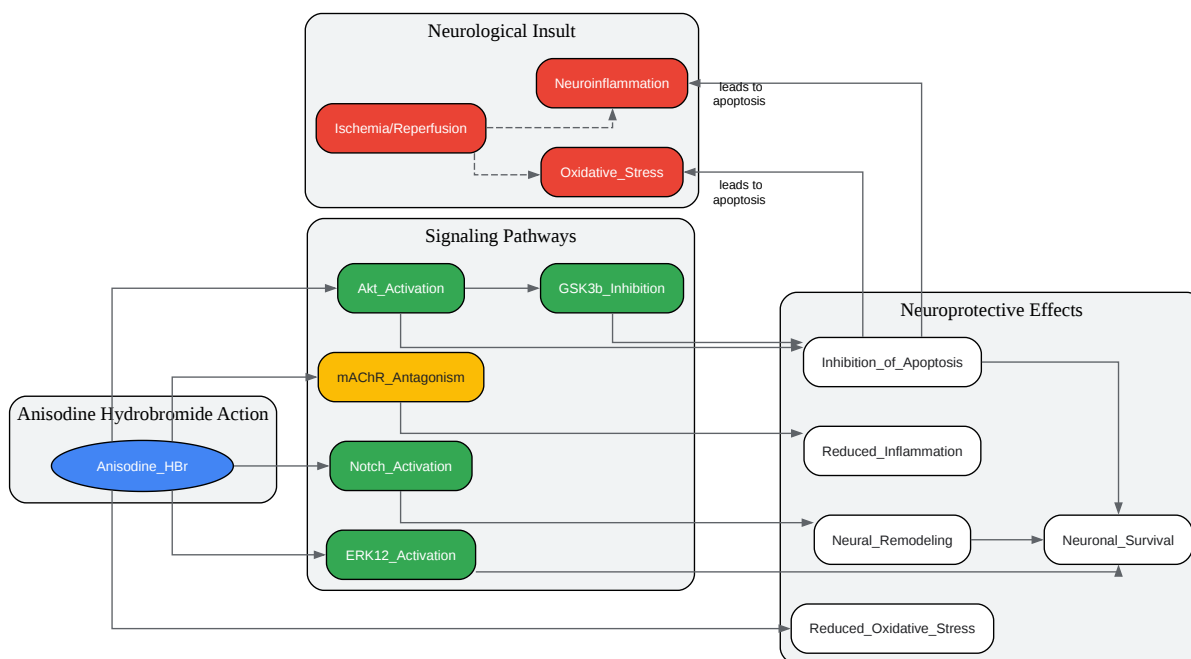 Neurological Insult
Neuroinflammation
leads to
apoptosis
Ischemia/Reperfusion
Oxidative_Stress
leads to
apoptosis
Signaling Pathways
Akt_Activation
GSK3b_Inhibition
Neuroprotective Effects
Inhibition_of_Apoptosis
mAChR_Antagonism
Anisodine Hydrobromide Action
Reduced_Inflammation
Anisodine_HBr
Notch_Activation
Neural_Remodeling
Neuronal_Survival
ERK12_Activation
Reduced_Oxidative_Stress